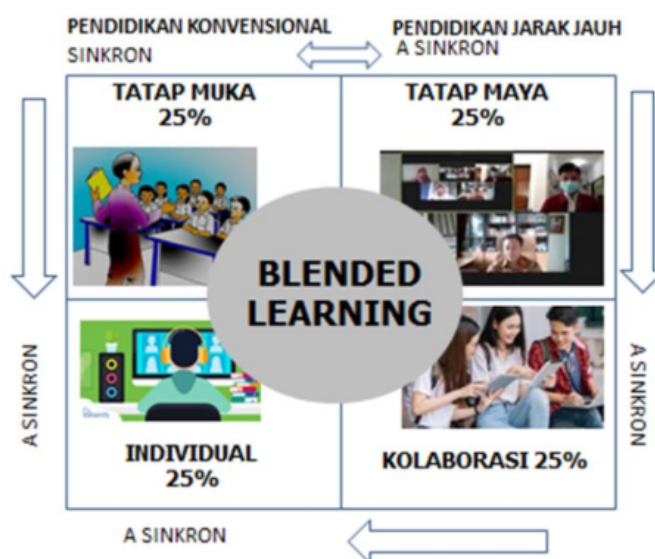 PENDIDIKAN KONVENSIONAL
SINKRON
PENDIDIKAN JARAK JAUH
A SINKRON
TATAP MUKA
25%
TATAP MAYA
25%
BLENDED
LEARNING
A SINKRON
A SINKRON
INDIVIDUAL
25%
KOLABORASI 25%
A SINKRON